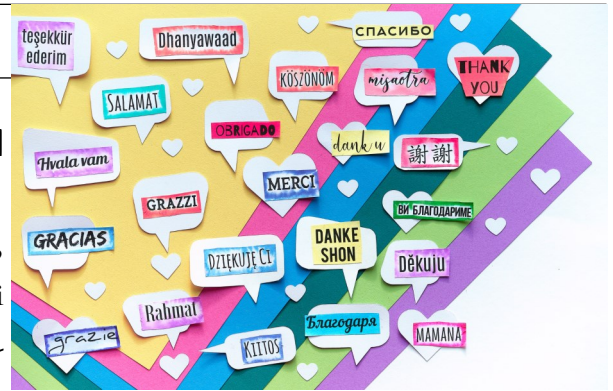 teşekkür
ederim
Dhanyawaad
СПАСИБО
SALAMAT
KÖSZÖNÖM
misaotra
THANK
YOU
OBRIGADO
dank u
謝 謝
Hvala vam
GRAZZI
MERCI
ВИ БЛАГОДАРИМЕ
GRACIAS
DZIĘKUJĘ CI
DANKE
SHON
Děkuju
Rahmat
Благодаря
grazie
KIITOS
MAMANA